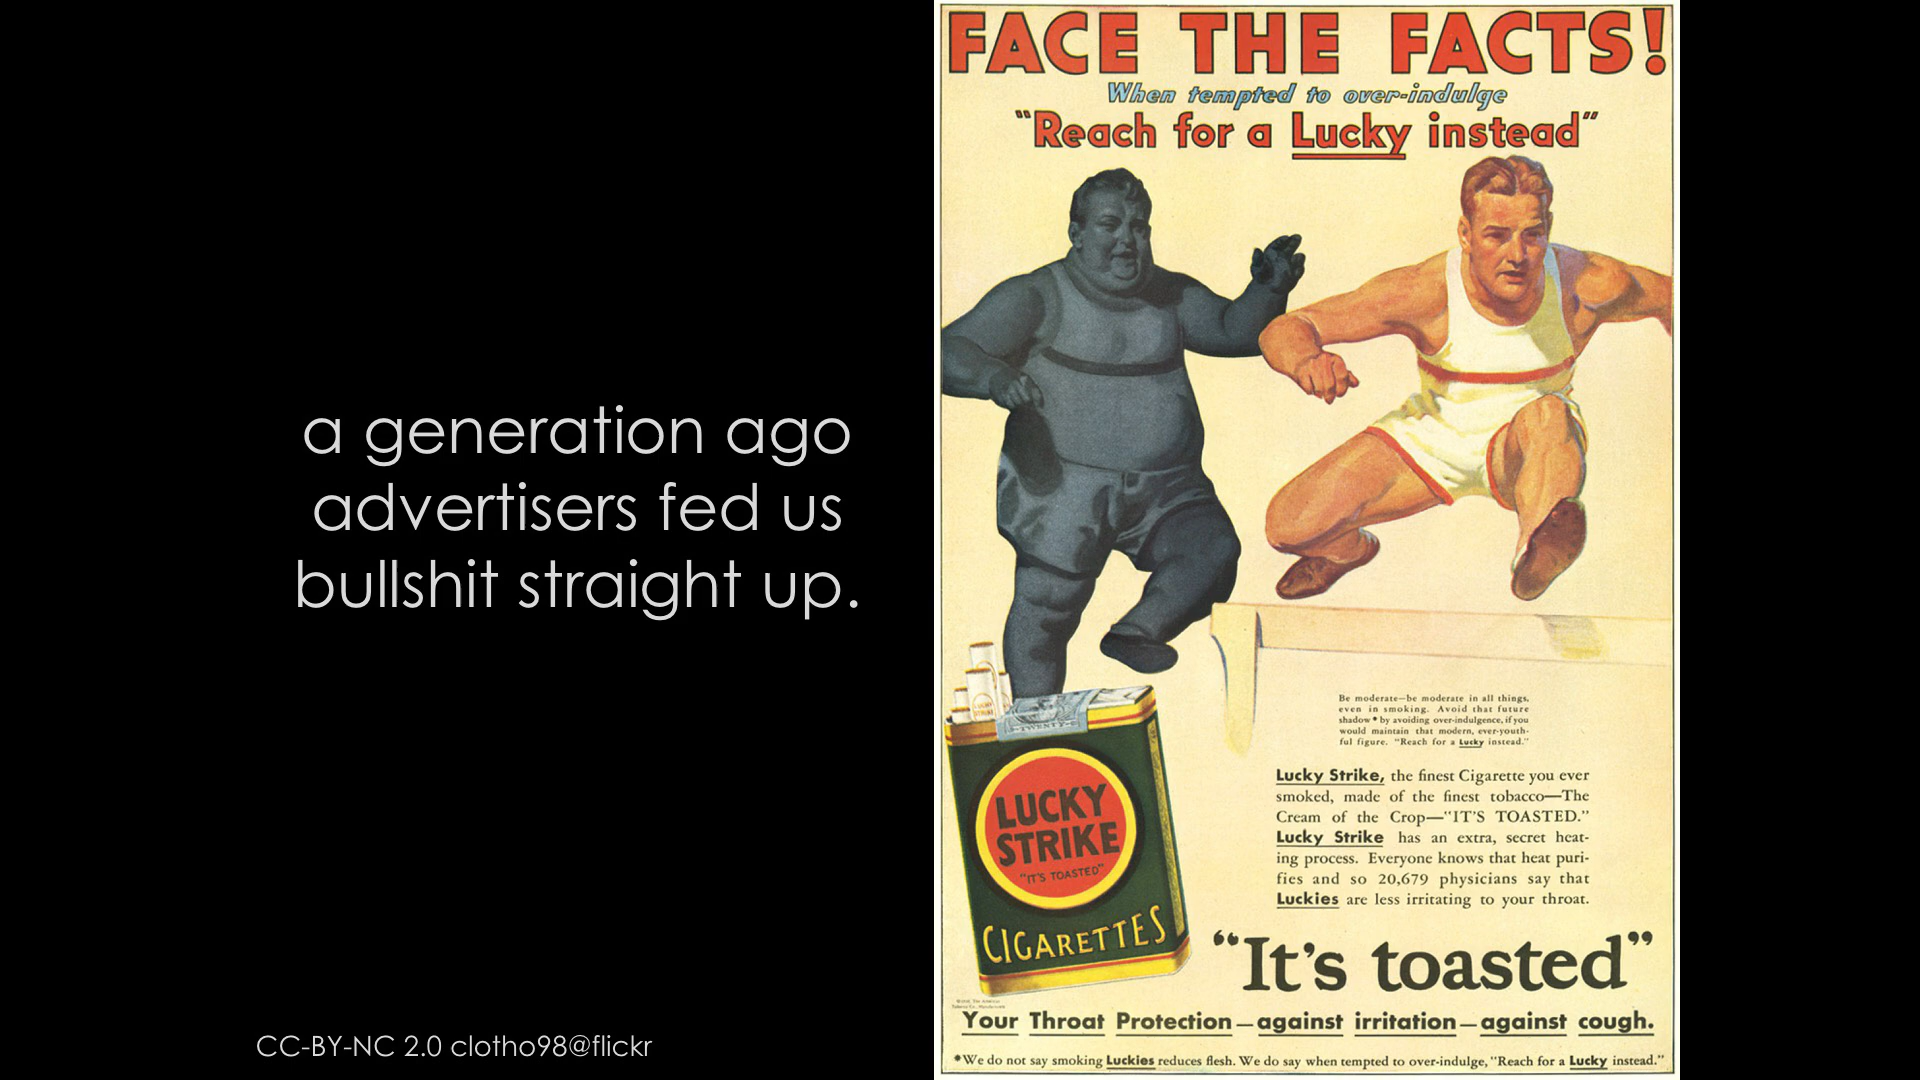 a generation ago
advertisers fed us
bullshit straight up.
CC-BY-NC 2.0 clotho98@flickr
FACE THE FACTS!
When tempted to over-indulge
"Reach for a Lucky instead"
Be moderate—be moderate in all things,
even in smoking. Avoid that future
shadow * by avoiding over-indulgence, if you
would maintain that modern, ever-youth-
ful figure. "Reach for a Lucky instead."
Lucky Strike, the finest Cigarette you ever
smoked, made of the finest tobacco—The
Cream of the Crop—"IT'S TOASTED."
Lucky Strike has an extra, secret heat-
ing process. Everyone knows that heat puri-
fies and so 20,679 physicians say that
Luckies are less irritating to your throat.
LUCKY
STRIKE
"IT'S TOASTED"
CIGARETTES
"It's toasted"
Your Throat Protection—against irritation—against cough.
*We do not say smoking Luckies reduces flesh. We do say when tempted to over-indulge, "Reach for a Lucky instead."